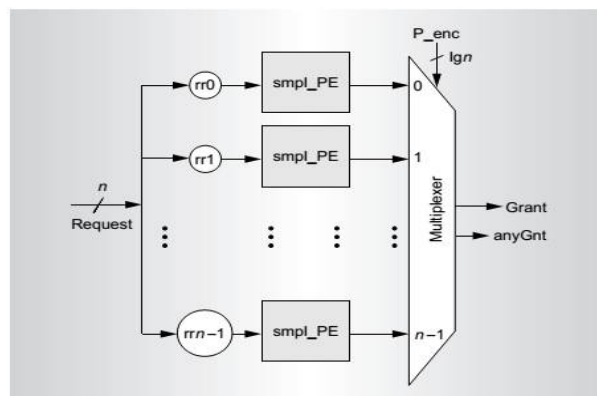 P_enc
lgn
rr0
smpl_PE
0
rr1
smpl_PE
1
n
Request
Multiplexer
Grant
anyGnt
rrn–1
smpl_PE
n–1